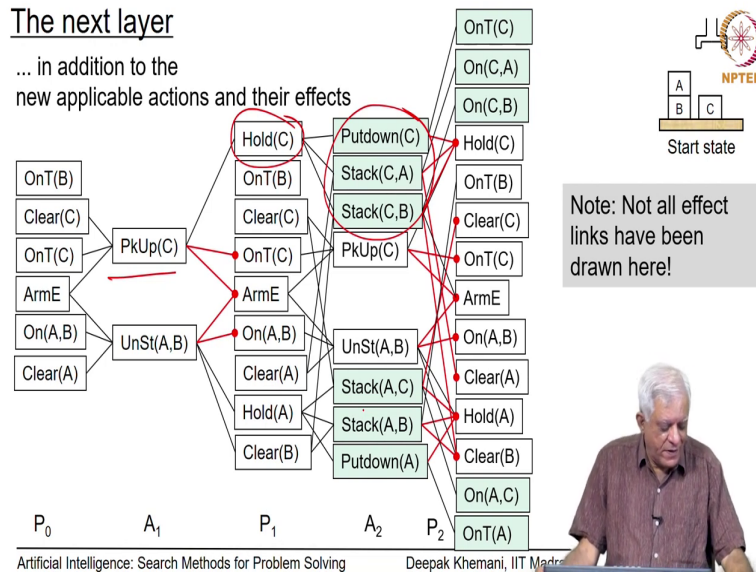 The next layer
... in addition to the
new applicable actions and their effects
OnT(B)
Clear(C)
OnT(C)
ArmE
On(A,B)
Clear(A)
PkUp(C)
UnSt(A,B)
Hold(C)
OnT(B)
Clear(C)
OnT(C)
ArmE
On(A,B)
Clear(A)
Hold(A)
Clear(B)
Putdown(C)
Stack(C,A)
Stack(C,B)
PkUp(C)
UnSt(A,B)
Stack(A,C)
Stack(A,B)
Putdown(A)
OnT(C)
On(C,A)
On(C,B)
Hold(C)
OnT(B)
Clear(C)
OnT(C)
ArmE
On(A,B)
Clear(A)
Hold(A)
Clear(B)
On(A,C)
OnT(A)
P0
A1
P1
A2
P2
A
B
C
Start state
NPTEL
Note: Not all effect
links have been
drawn here!
Artificial Intelligence: Search Methods for Problem Solving
Deepak Khemani, IIT